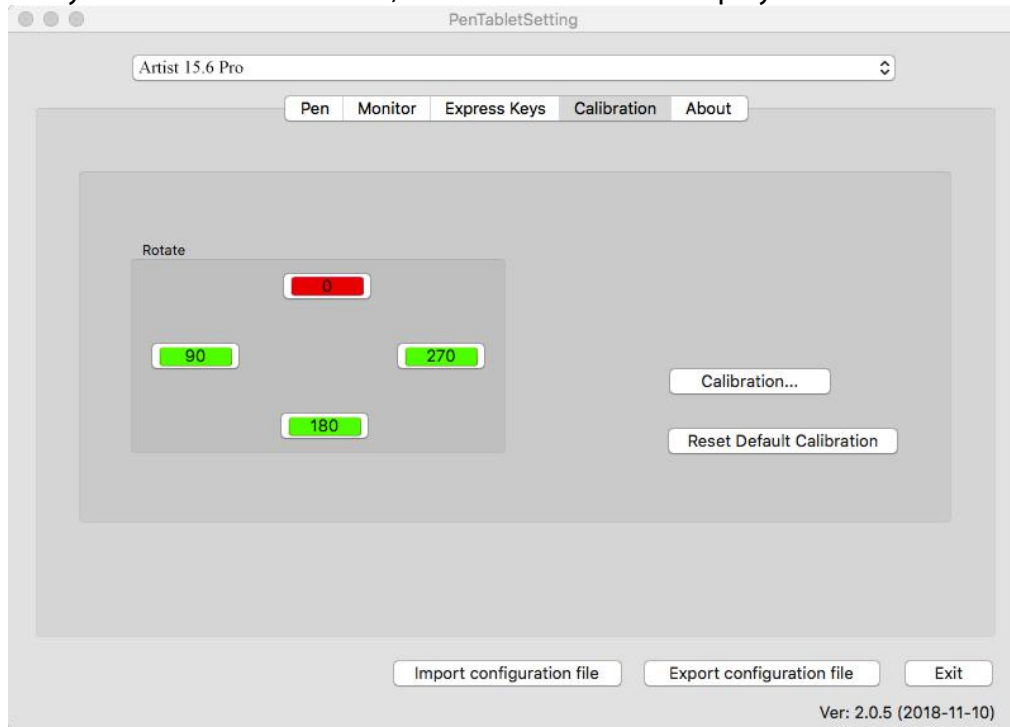 PenTabletSetting
Artist 15.6 Pro
Pen Monitor Express Keys Calibration About
Rotate
0
90 270
180
Calibration...
Reset Default Calibration
Import configuration file Export configuration file Exit
Ver: 2.0.5 (2018-11-10)